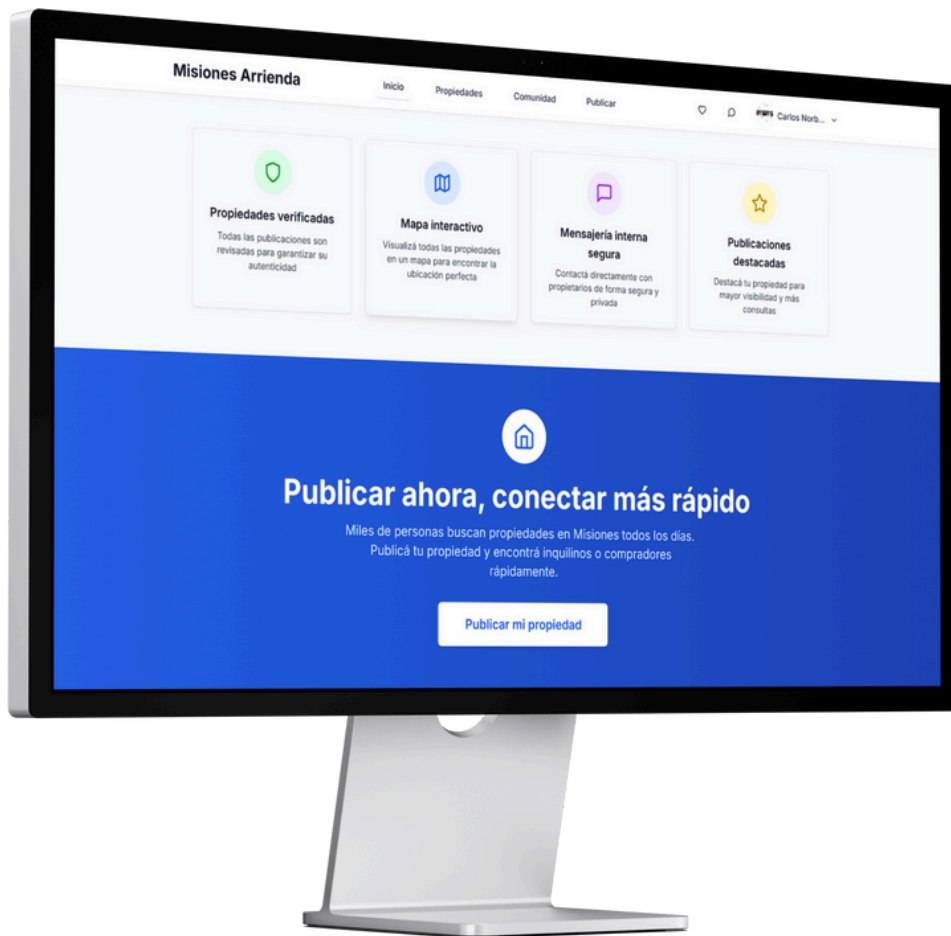 Misiones Arrienda
Inicio
Propiedades
Comunidad
Publicar
Carlos Norb...
Propiedades verificadas
Todas las publicaciones son
revisadas para garantizar su
autenticidad
Mapa interactivo
Visualizá todas las propiedades
en un mapa para encontrar la
ubicación perfecta
Mensajería interna
segura
Contactá directamente con
propietarios de forma segura y
privada
Publicaciones
destacadas
Destacá tu propiedad para
mayor visibilidad y más
consultas
Publicar ahora, conectar más rápido
Miles de personas buscan propiedades en Misiones todos los días.
Publicá tu propiedad y encontrá inquilinos o compradores
rápidamente.
Publicar mi propiedad